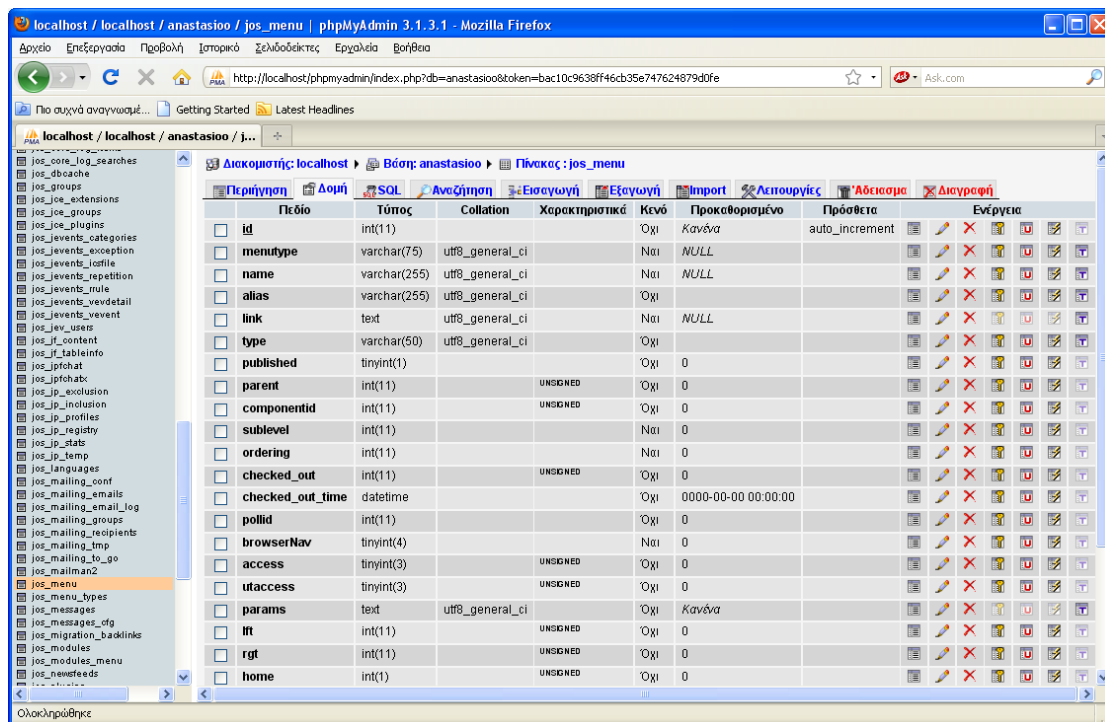 localhost / localhost / anastasioo / jos_menu | phpMyAdmin 3.1.3.1 - Mozilla Firefox
Αρχείο Επεξεργασία Προβολή Ιστορικό Σελιδοδείκτες Εργαλεία Βοήθεια
http://localhost/phpmyadmin/index.php?db=anastasioo&token=bac10c9638ff46cb35e747624879d0fe
Ask.com
Πιο συχνά αναγνωσμέ... Getting Started Latest Headlines
localhost / localhost / anastasioo / j...
jos_core_log_searches
jos_dbcache
jos_groups
jos_jce_extensions
jos_jce_groups
jos_jce_plugins
jos_jevents_categories
jos_jevents_exception
jos_jevents_icsfile
jos_jevents_repetition
jos_jevents_rrule
jos_jevents_vevdetail
jos_jevents_vevent
jos_jev_users
jos_jf_content
jos_jf_tableinfo
jos_jpfchat
jos_jpfchatx
jos_jp_exclusion
jos_jp_inclusion
jos_jp_profiles
jos_jp_registry
jos_jp_stats
jos_jp_temp
jos_languages
jos_mailing_conf
jos_mailing_emails
jos_mailing_email_log
jos_mailing_groups
jos_mailing_recipients
jos_mailing_tmp
jos_mailing_to_go
jos_mailman2
jos_menu
jos_menu_types
jos_messages
jos_messages_cfg
jos_migration_backlinks
jos_modules
jos_modules_menu
jos_newsfeeds
Διακομιστής: localhost Βάση: anastasioo Πίνακας : jos_menu
Περιήγηση Δομή SQL Αναζήτηση Εισαγωγή Εξαγωγή Import Λειτουργίες 'Αδειασμα Διαγραφή
Πεδίο Τύπος Collation Χαρακτηριστικά Κενό Προκαθορισμένο Πρόσθετα Ενέργεια
id int(11) Όχι Κανένα auto_increment
menutype varchar(75) utf8_general_ci Ναι NULL
name varchar(255) utf8_general_ci Ναι NULL
alias varchar(255) utf8_general_ci Όχι
link text utf8_general_ci Ναι NULL
type varchar(50) utf8_general_ci Όχι
published tinyint(1) Όχι 0
parent int(11) UNSIGNED Όχι 0
componentid int(11) UNSIGNED Όχι 0
sublevel int(11) Ναι 0
ordering int(11) Ναι 0
checked_out int(11) UNSIGNED Όχι 0
checked_out_time datetime Όχι 0000-00-00 00:00:00
pollid int(11) Όχι 0
browserNav tinyint(4) Ναι 0
access tinyint(3) UNSIGNED Όχι 0
utaccess tinyint(3) UNSIGNED Όχι 0
params text utf8_general_ci Όχι Κανένα
lft int(11) UNSIGNED Όχι 0
rgt int(11) UNSIGNED Όχι 0
home int(1) UNSIGNED Όχι 0
Ολοκληρώθηκε